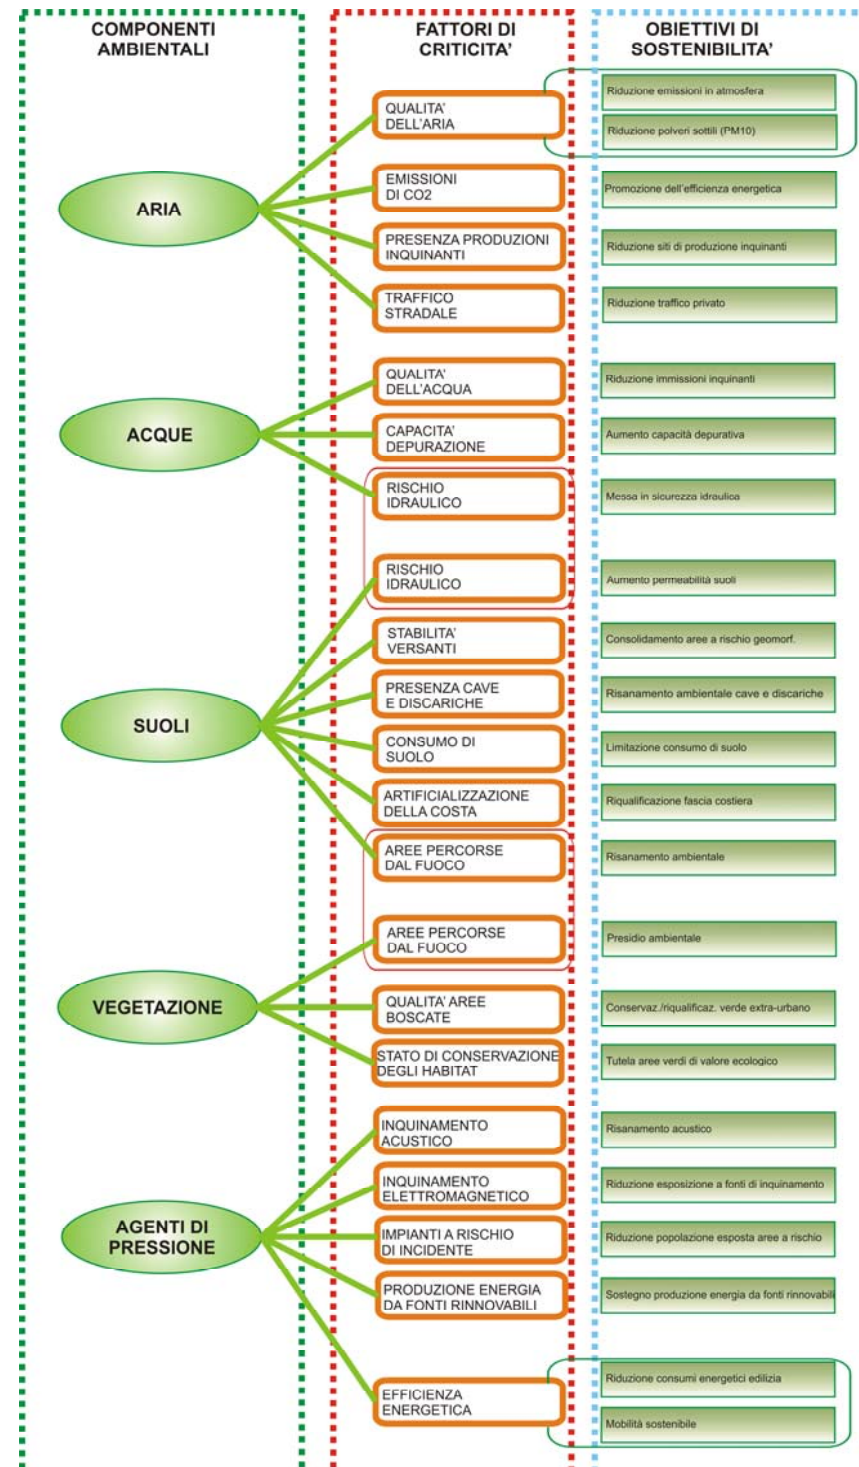 COMPONENTI
AMBIENTALI
FATTORI DI
CRITICITA'
OBIETTIVI DI
SOSTENIBILITA'
ARIA
QUALITA'
DELL'ARIA
Riduzione emissioni in atmosfera
Riduzione polveri sottili (PM10)
EMISSIONI
DI CO2
Promozione dell'efficienza energetica
PRESENZA PRODUZIONI
INQUINANTI
Riduzione siti di produzione inquinanti
TRAFFICO
STRADALE
Riduzione traffico privato
ACQUE
QUALITA'
DELL'ACQUA
Riduzione immissioni inquinanti
CAPACITA'
DEPURAZIONE
Aumento capacità depurativa
RISCHIO
IDRAULICO
Messa in sicurezza idraulica
SUOLI
RISCHIO
IDRAULICO
Aumento permeabilità suoli
STABILITA'
VERSANTI
Consolidamento aree a rischio geomorf.
PRESENZA CAVE
E DISCARICHE
Risanamento ambientale cave e discariche
CONSUMO DI
SUOLO
Limitazione consumo di suolo
ARTIFICIALIZZAZIONE
DELLA COSTA
Riqualificazione fascia costiera
AREE PERCORSE
DAL FUOCO
Risanamento ambientale
VEGETAZIONE
AREE PERCORSE
DAL FUOCO
Presidio ambientale
QUALITA' AREE
BOSCATE
Conservaz./riqualificaz. verde extra-urbano
STATO DI CONSERVAZIONE
DEGLI HABITAT
Tutela aree verdi di valore ecologico
AGENTI DI
PRESSIONE
INQUINAMENTO
ACUSTICO
Risanamento acustico
INQUINAMENTO
ELETTROMAGNETICO
Riduzione esposizione a fonti di inquinamento
IMPIANTI A RISCHIO
DI INCIDENTE
Riduzione popolazione esposta aree a rischio
PRODUZIONE ENERGIA
DA FONTI RINNOVABILI
Sostegno produzione energia da fonti rinnovabili
EFFICIENZA
ENERGETICA
Riduzione consumi energetici edilizia
Mobilità sostenibile